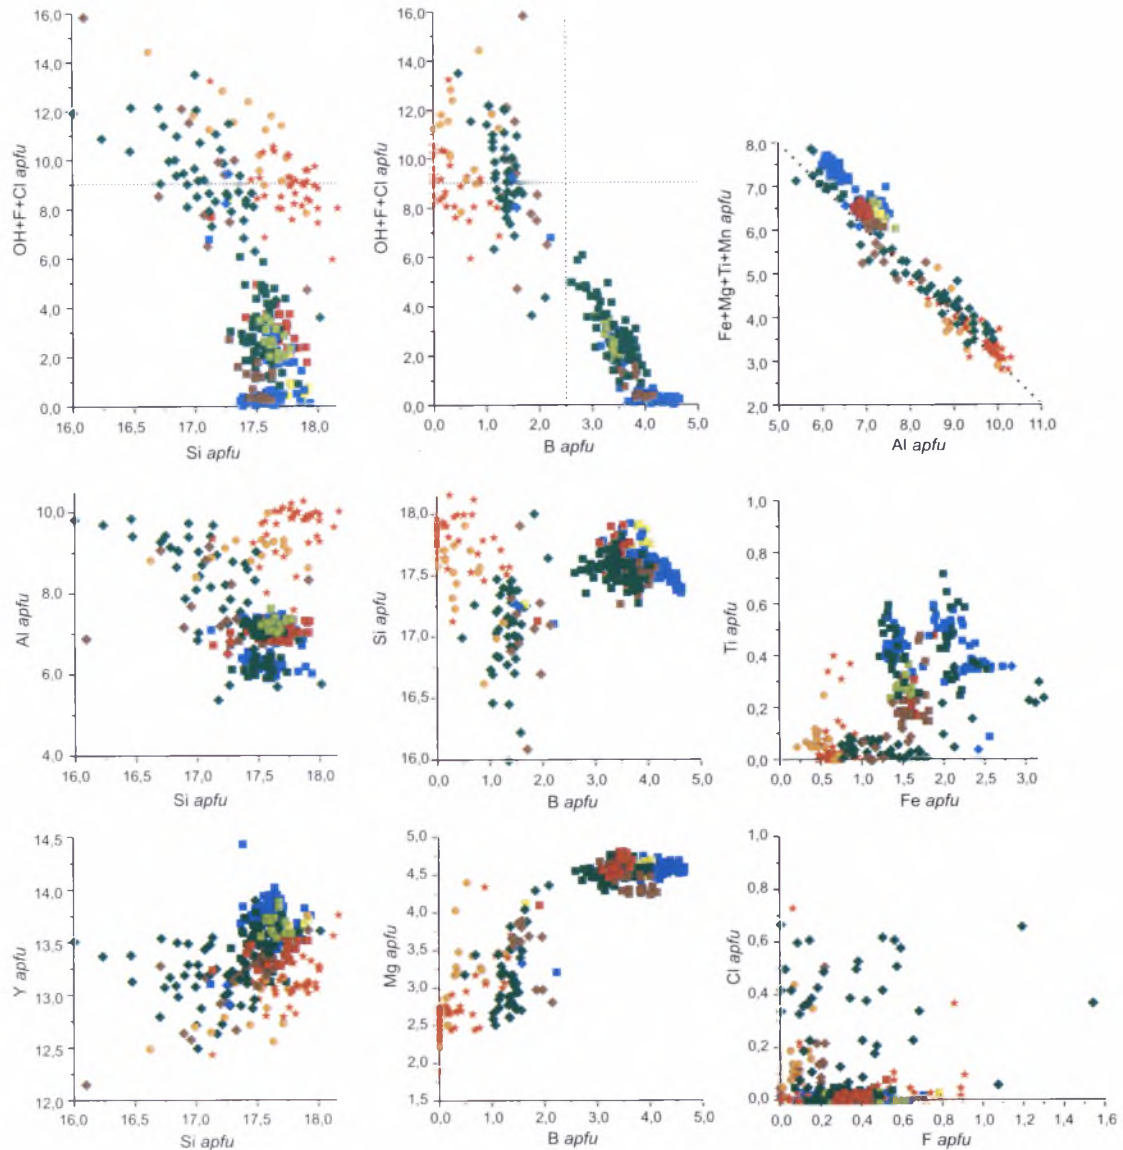 16,0
14,0
12,0
10,0
8,0
6,0
4,0
2,0
0,0
OH+F+Cl apfu
16,0 16,5 17,0 17,5 18,0
Si apfu
16,0
14,0
12,0
10,0
8,0
6,0
4,0
2,0
0,0
OH+F+Cl apfu
0,0 1,0 2,0 3,0 4,0 5,0
B apfu
8,0
7,0
6,0
5,0
4,0
3,0
2,0
Fe+Mg+Ti+Mn apfu
5,0 6,0 7,0 8,0 9,0 10,0 11,0
Al apfu
10,0
8,0
6,0
4,0
Al apfu
16,0 16,5 17,0 17,5 18,0
Si apfu
18,0
17,5
17,0
16,5
16,0
Si apfu
0,0 1,0 2,0 3,0 4,0 5,0
B apfu
1,0
0,8
0,6
0,4
0,2
0,0
Ti apfu
0,0 0,5 1,0 1,5 2,0 2,5 3,0
Fe apfu
14,5
14,0
13,5
13,0
12,5
12,0
Y apfu
16,0 16,5 17,0 17,5 18,0
Si apfu
5,0
4,5
4,0
3,5
3,0
2,5
2,0
1,5
Mg apfu
0,0 1,0 2,0 3,0 4,0 5,0
B apfu
1,0
0,8
0,6
0,4
0,2
0,0
Cl apfu
0,0 0,2 0,4 0,6 0,8 1,0 1,2 1,4 1,6
F apfu